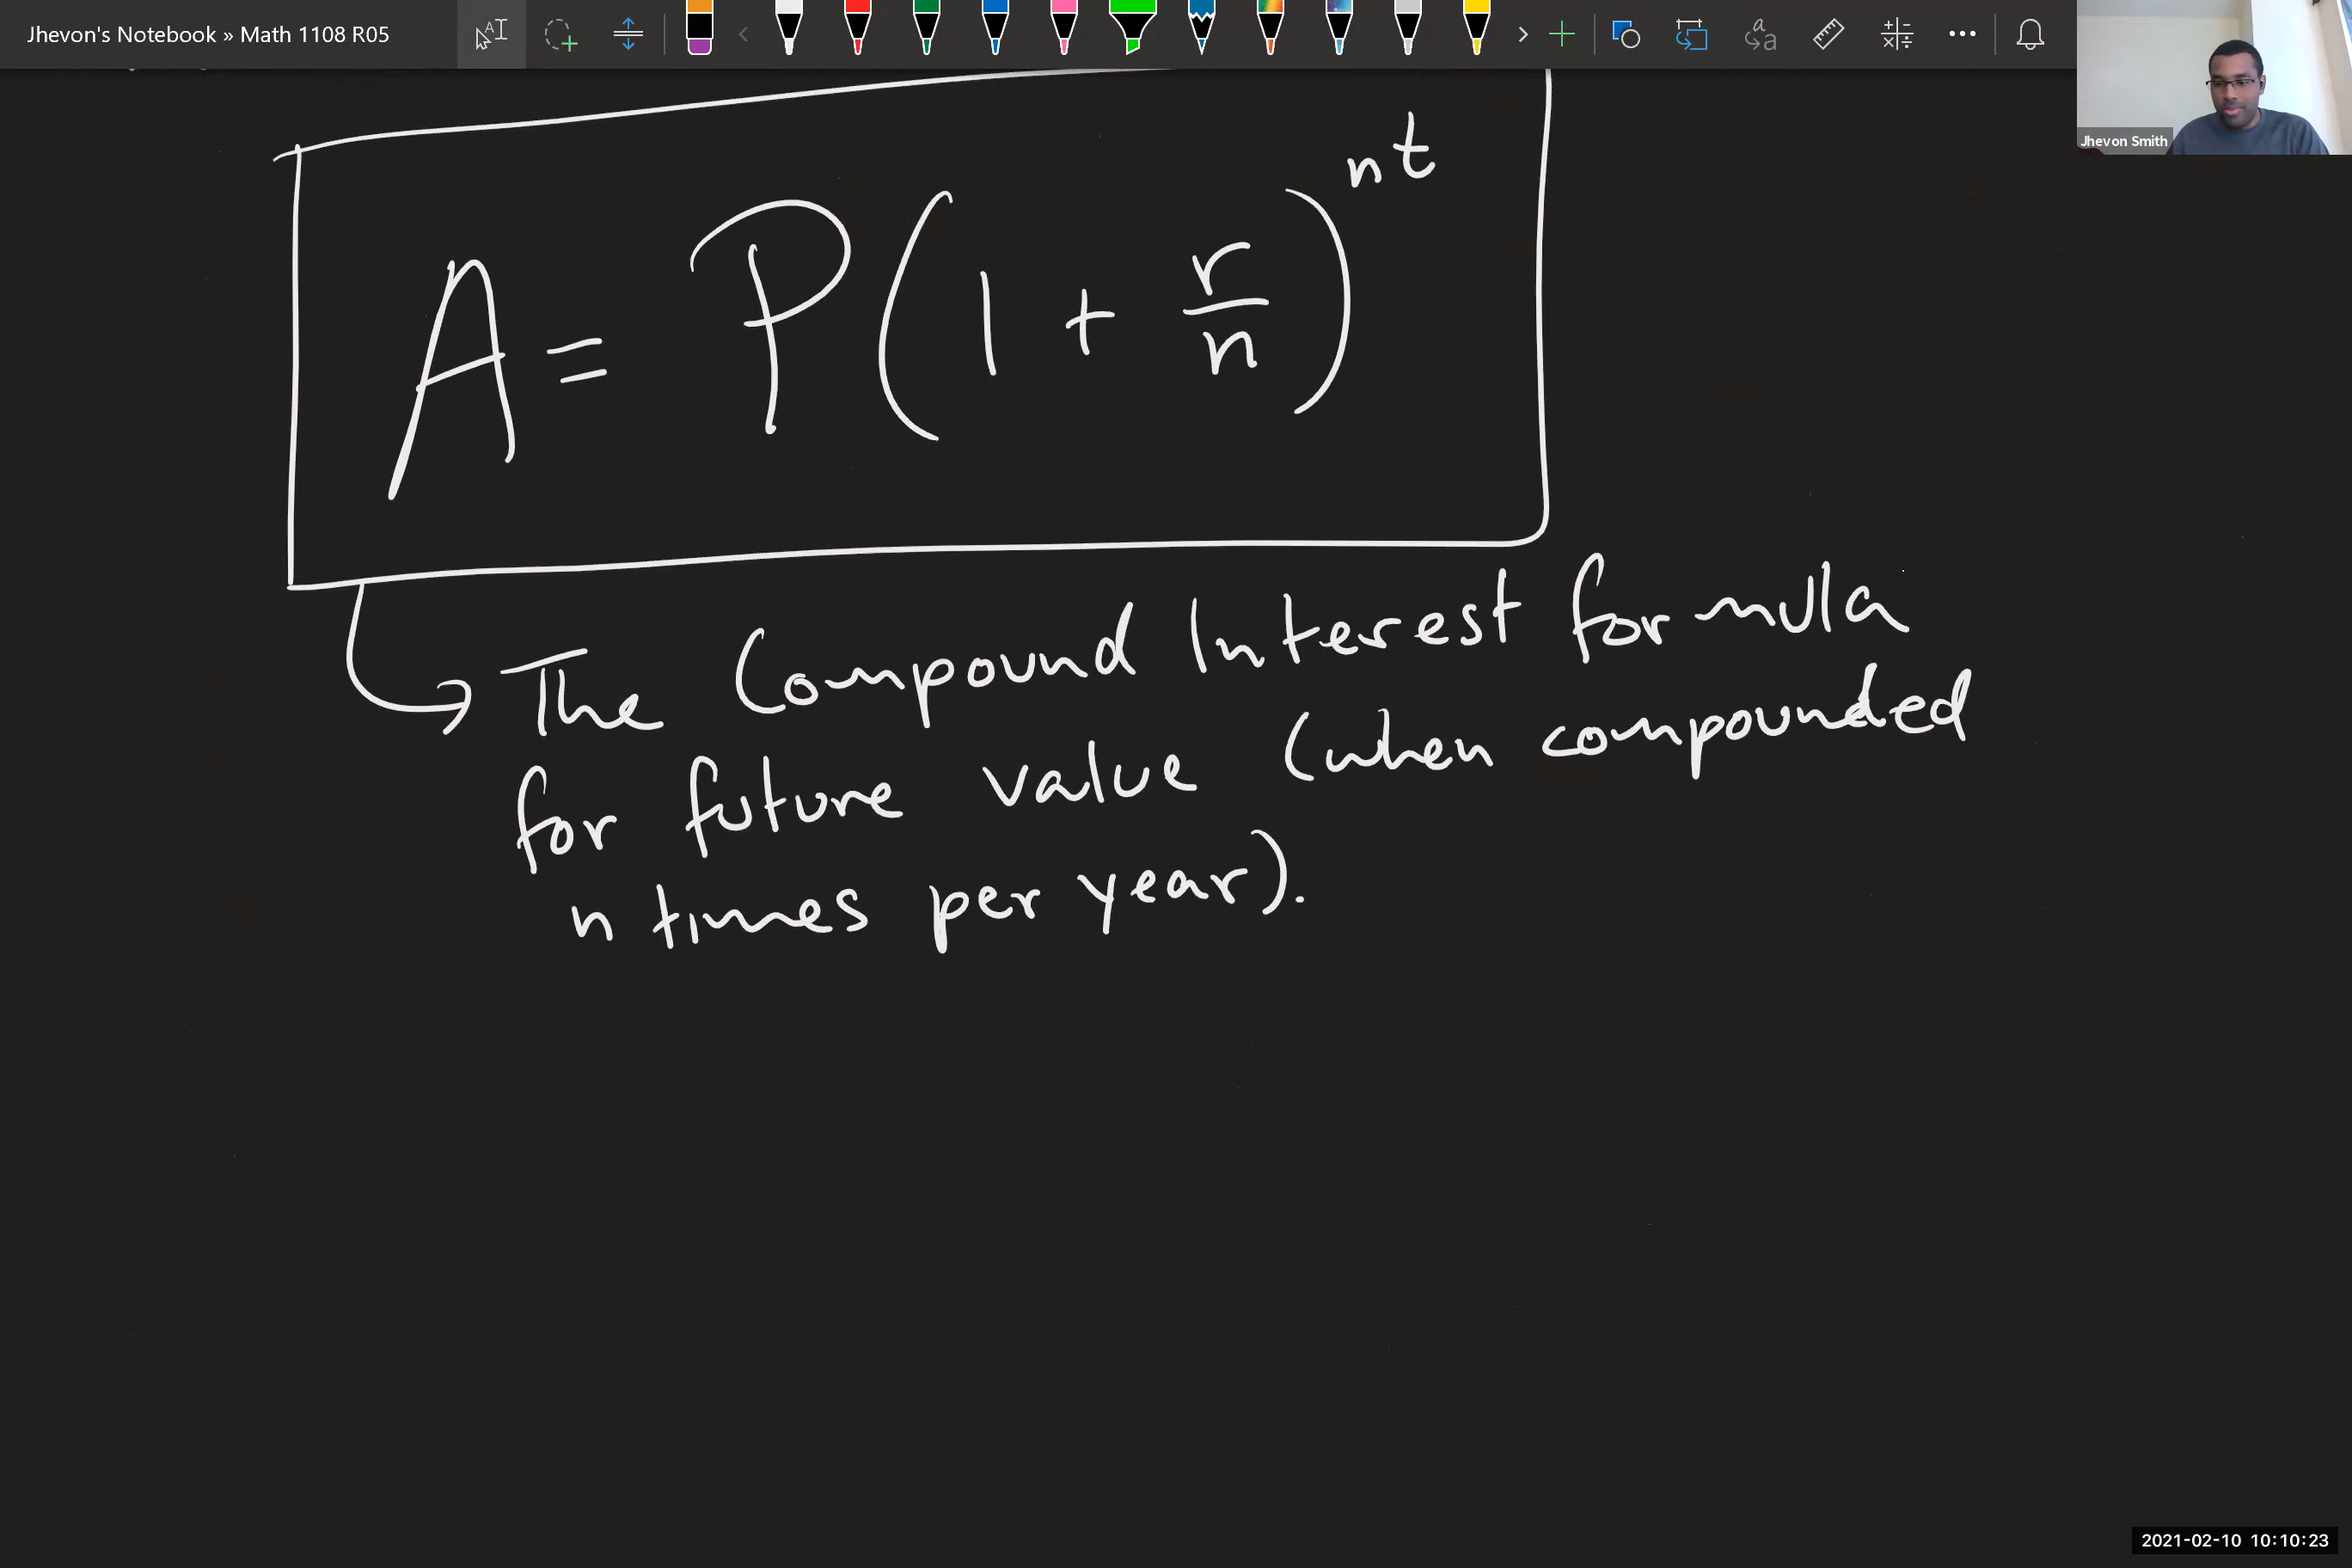 Jhevon's Notebook » Math 1108 R05
Jhevon Smith
A = P(1 + r/n)^nt
The Compound Interest formula
for future value (when compounded
n times per year).
2021-02-10 10:10:23